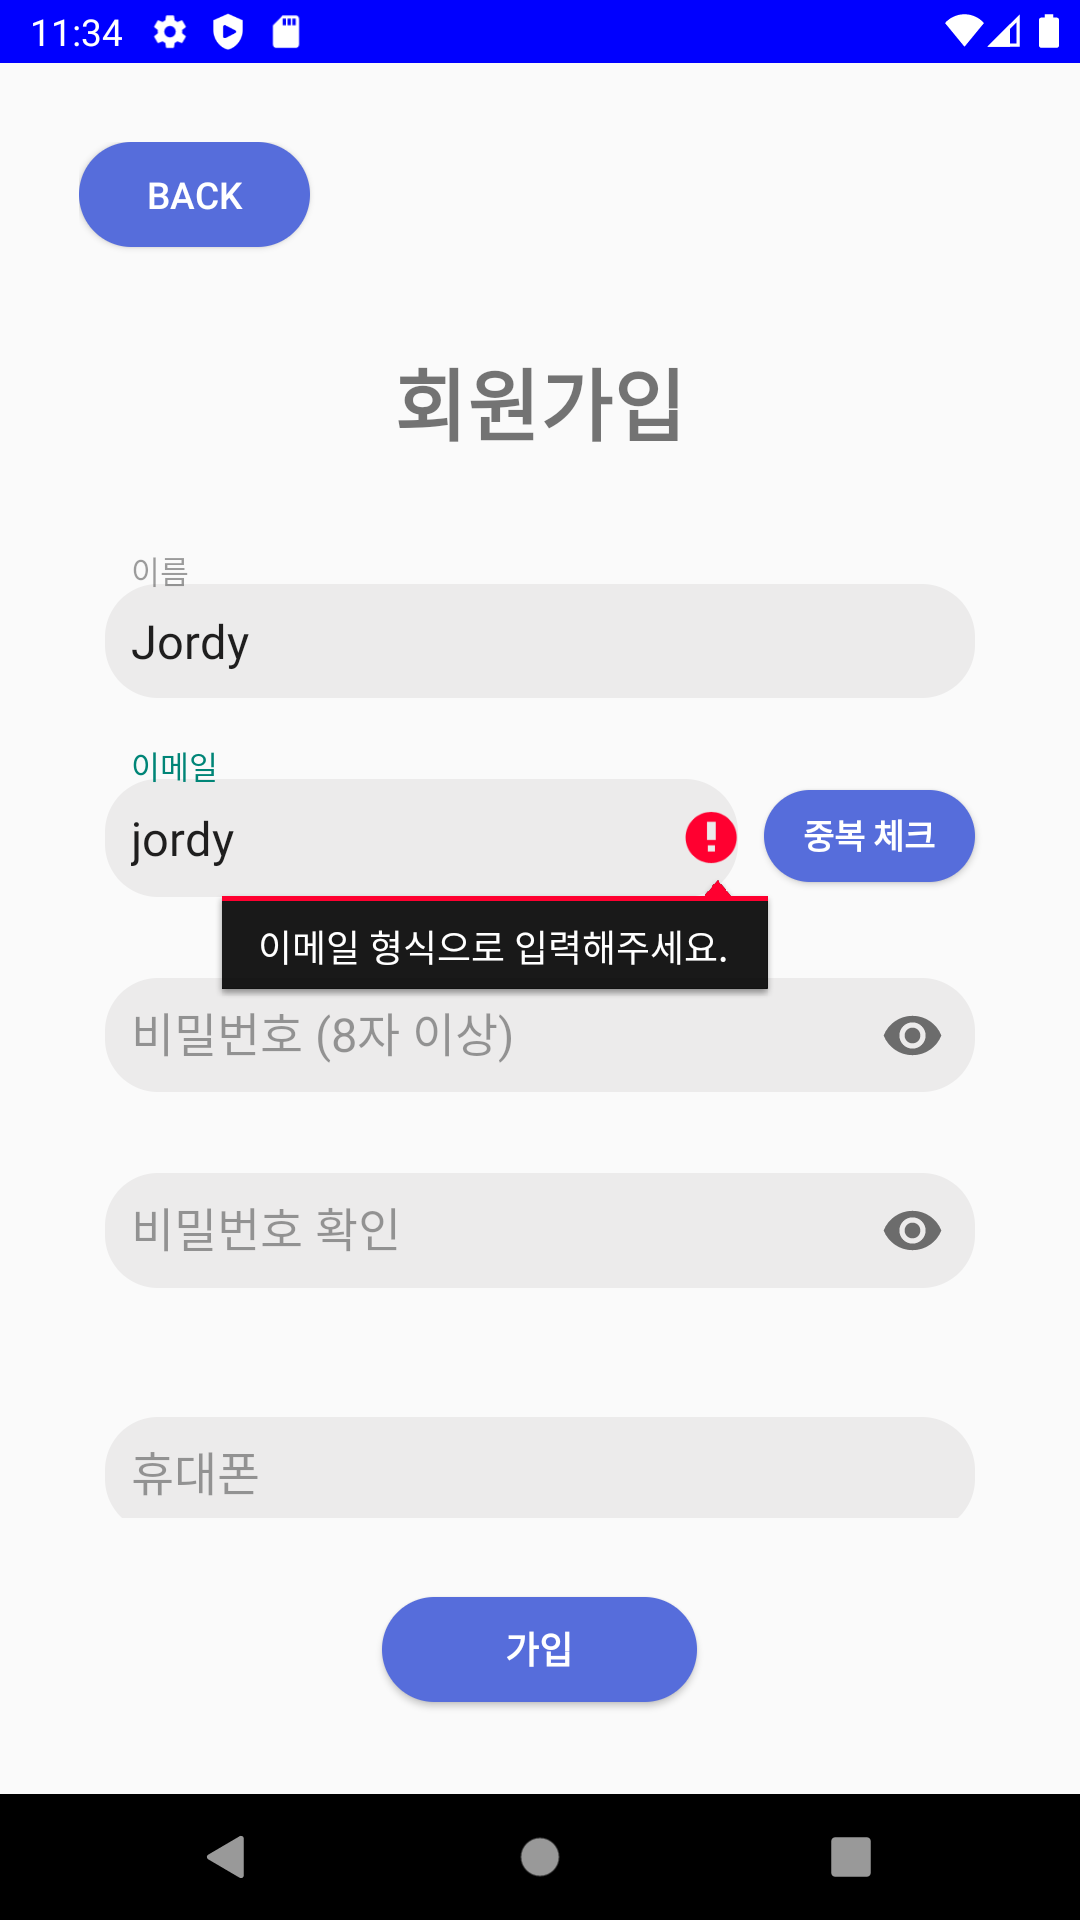 11:34
BACK
회원가입
이름
Jordy
이메일
jordy
중복 체크
이메일 형식으로 입력해주세요.
비밀번호 (8자 이상)
비밀번호 확인
휴대폰
가입